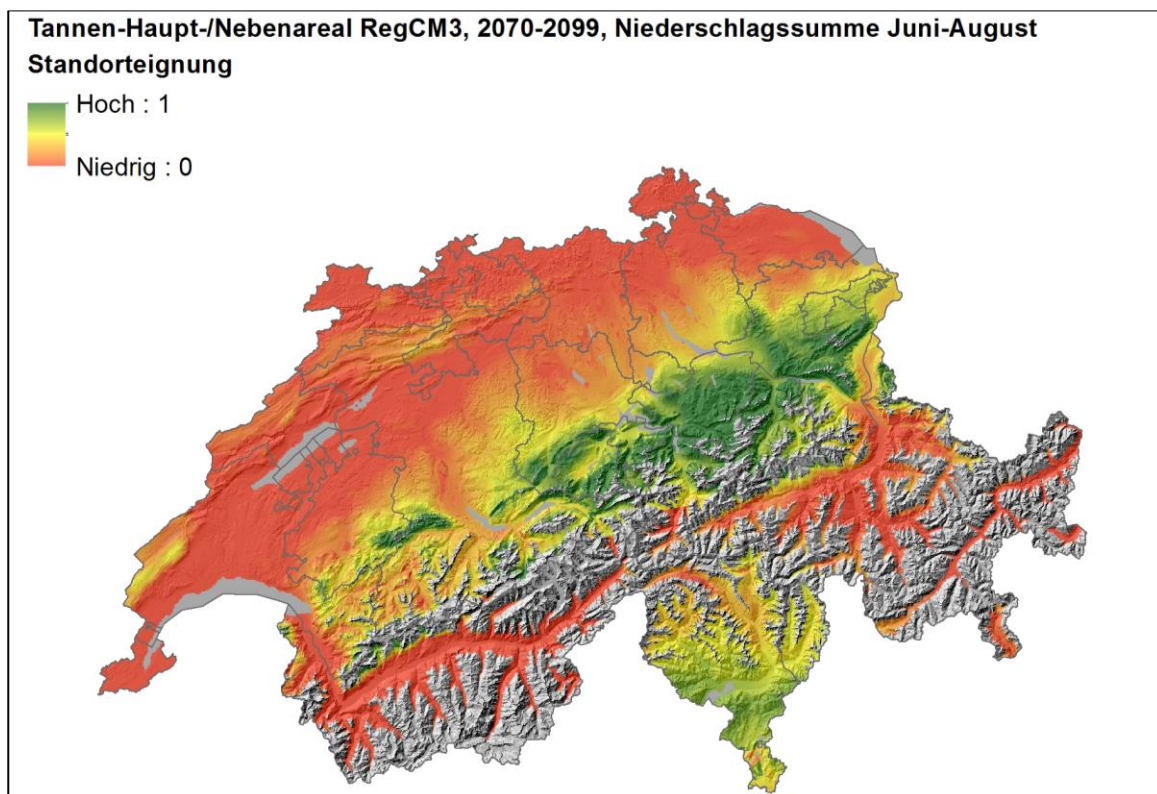 Tannen-Haupt-/Nebenareal RegCM3, 2070-2099, Niederschlagssumme Juni-August
Standorteignung
Hoch : 1
Niedrig : 0